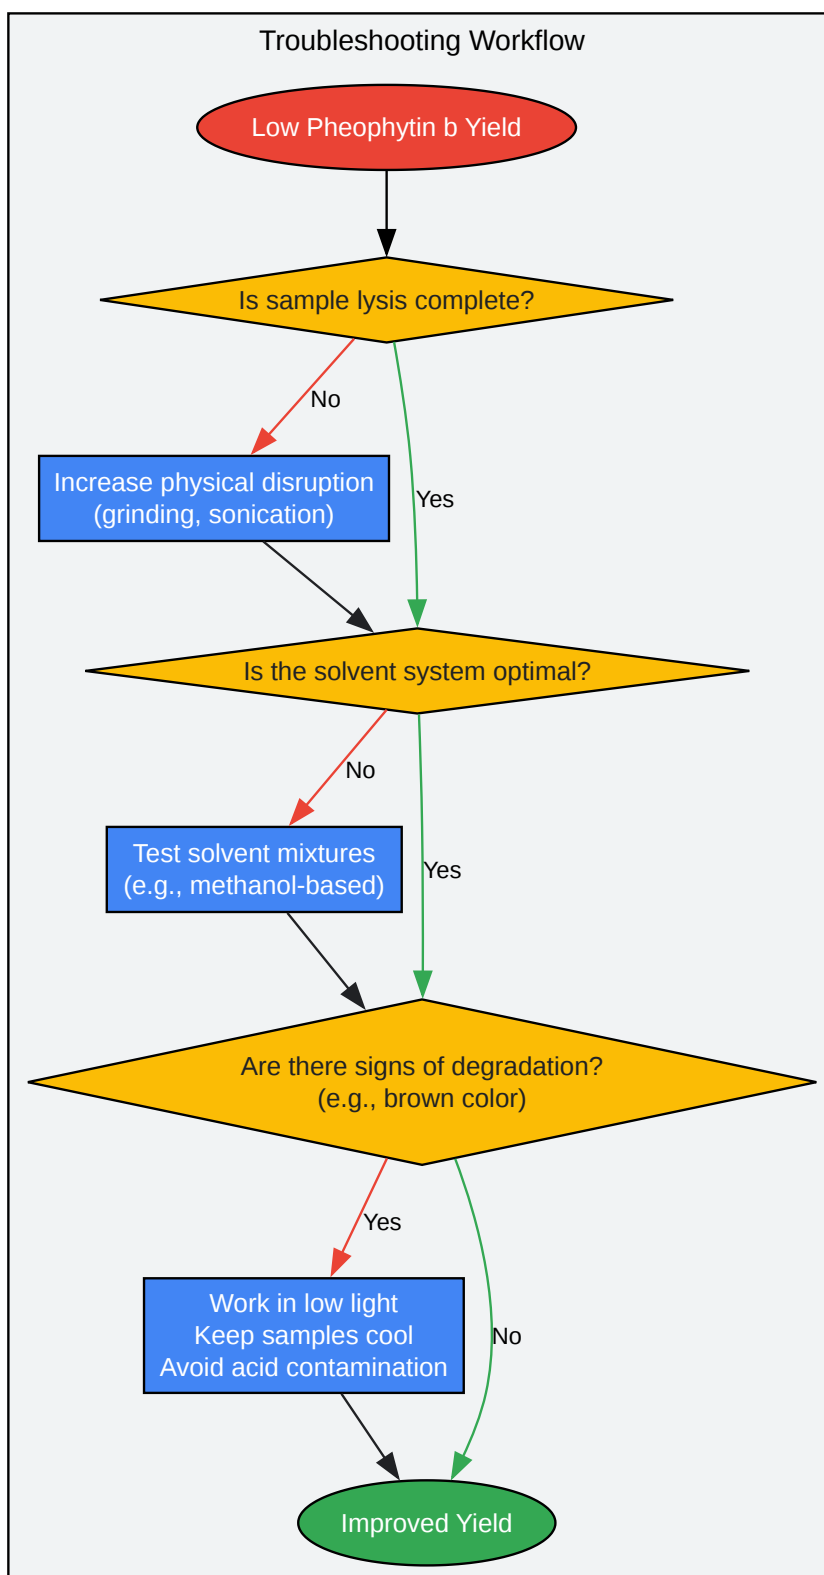 Troubleshooting Workflow
Low Pheophytin b Yield
Is sample lysis complete?
No
Increase physical disruption
(grinding, sonication)
Yes
Is the solvent system optimal?
No
Test solvent mixtures
(e.g., methanol-based)
Yes
Are there signs of degradation?
(e.g., brown color)
Yes
Work in low light
Keep samples cool
Avoid acid contamination
No
Improved Yield